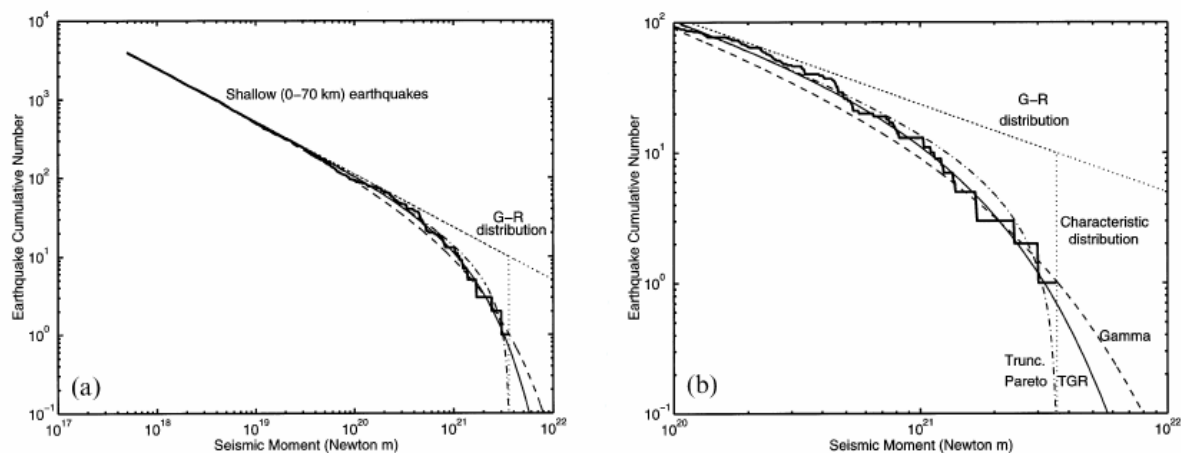 10^4
10^3
10^2
10^1
10^0
10^-1
Earthquake Cumulative Number
Shallow (0–70 km) earthquakes
G–R
distribution
(a)
10^17
10^18
10^19
10^20
10^21
10^22
Seismic Moment (Newton m)
10^2
10^1
10^0
10^-1
Earthquake Cumulative Number
G–R
distribution
Characteristic
distribution
Gamma
Trunc.
Pareto
TGR
(b)
10^20
10^21
10^22
Seismic Moment (Newton m)